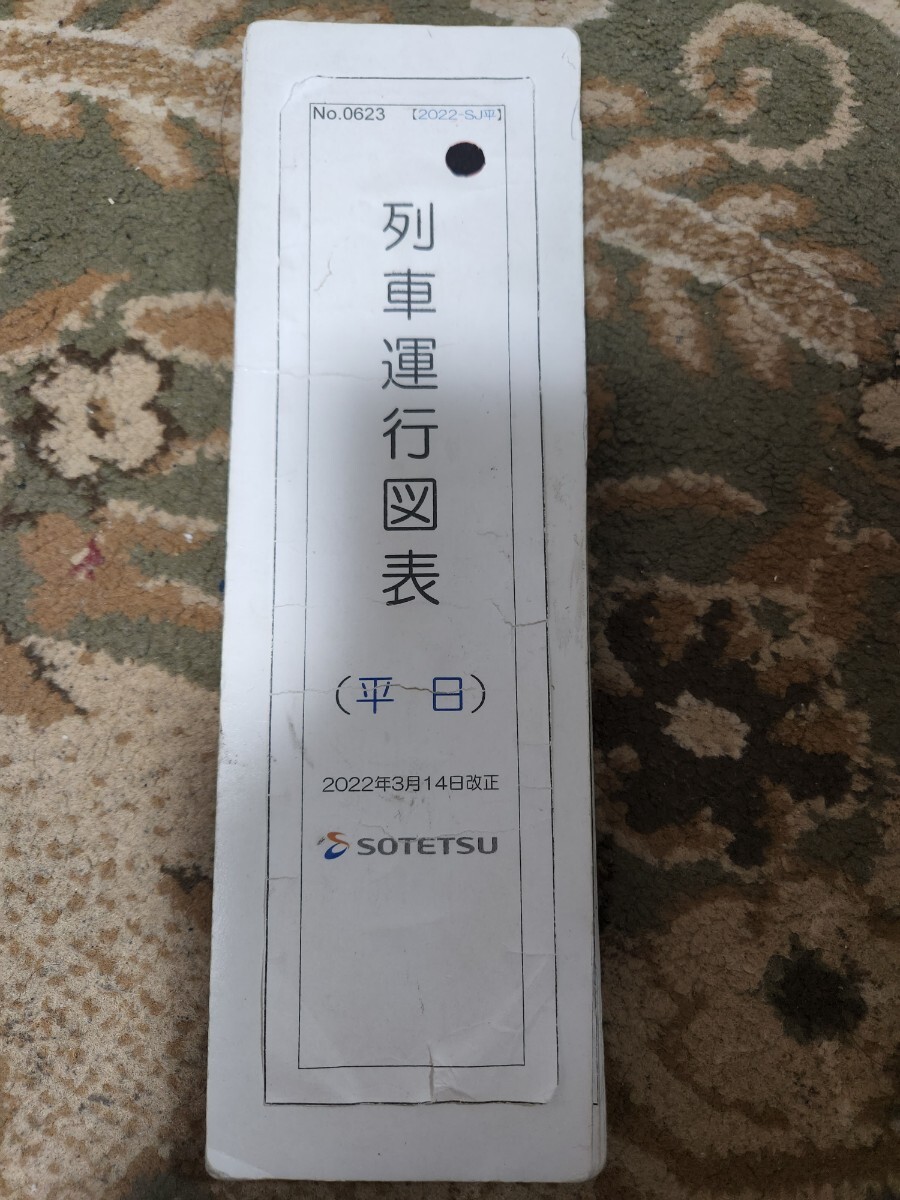 No.0623 【2022-SJ平】
列車運行図表
(平 日)
2022年3月14日改正
SOTETSU